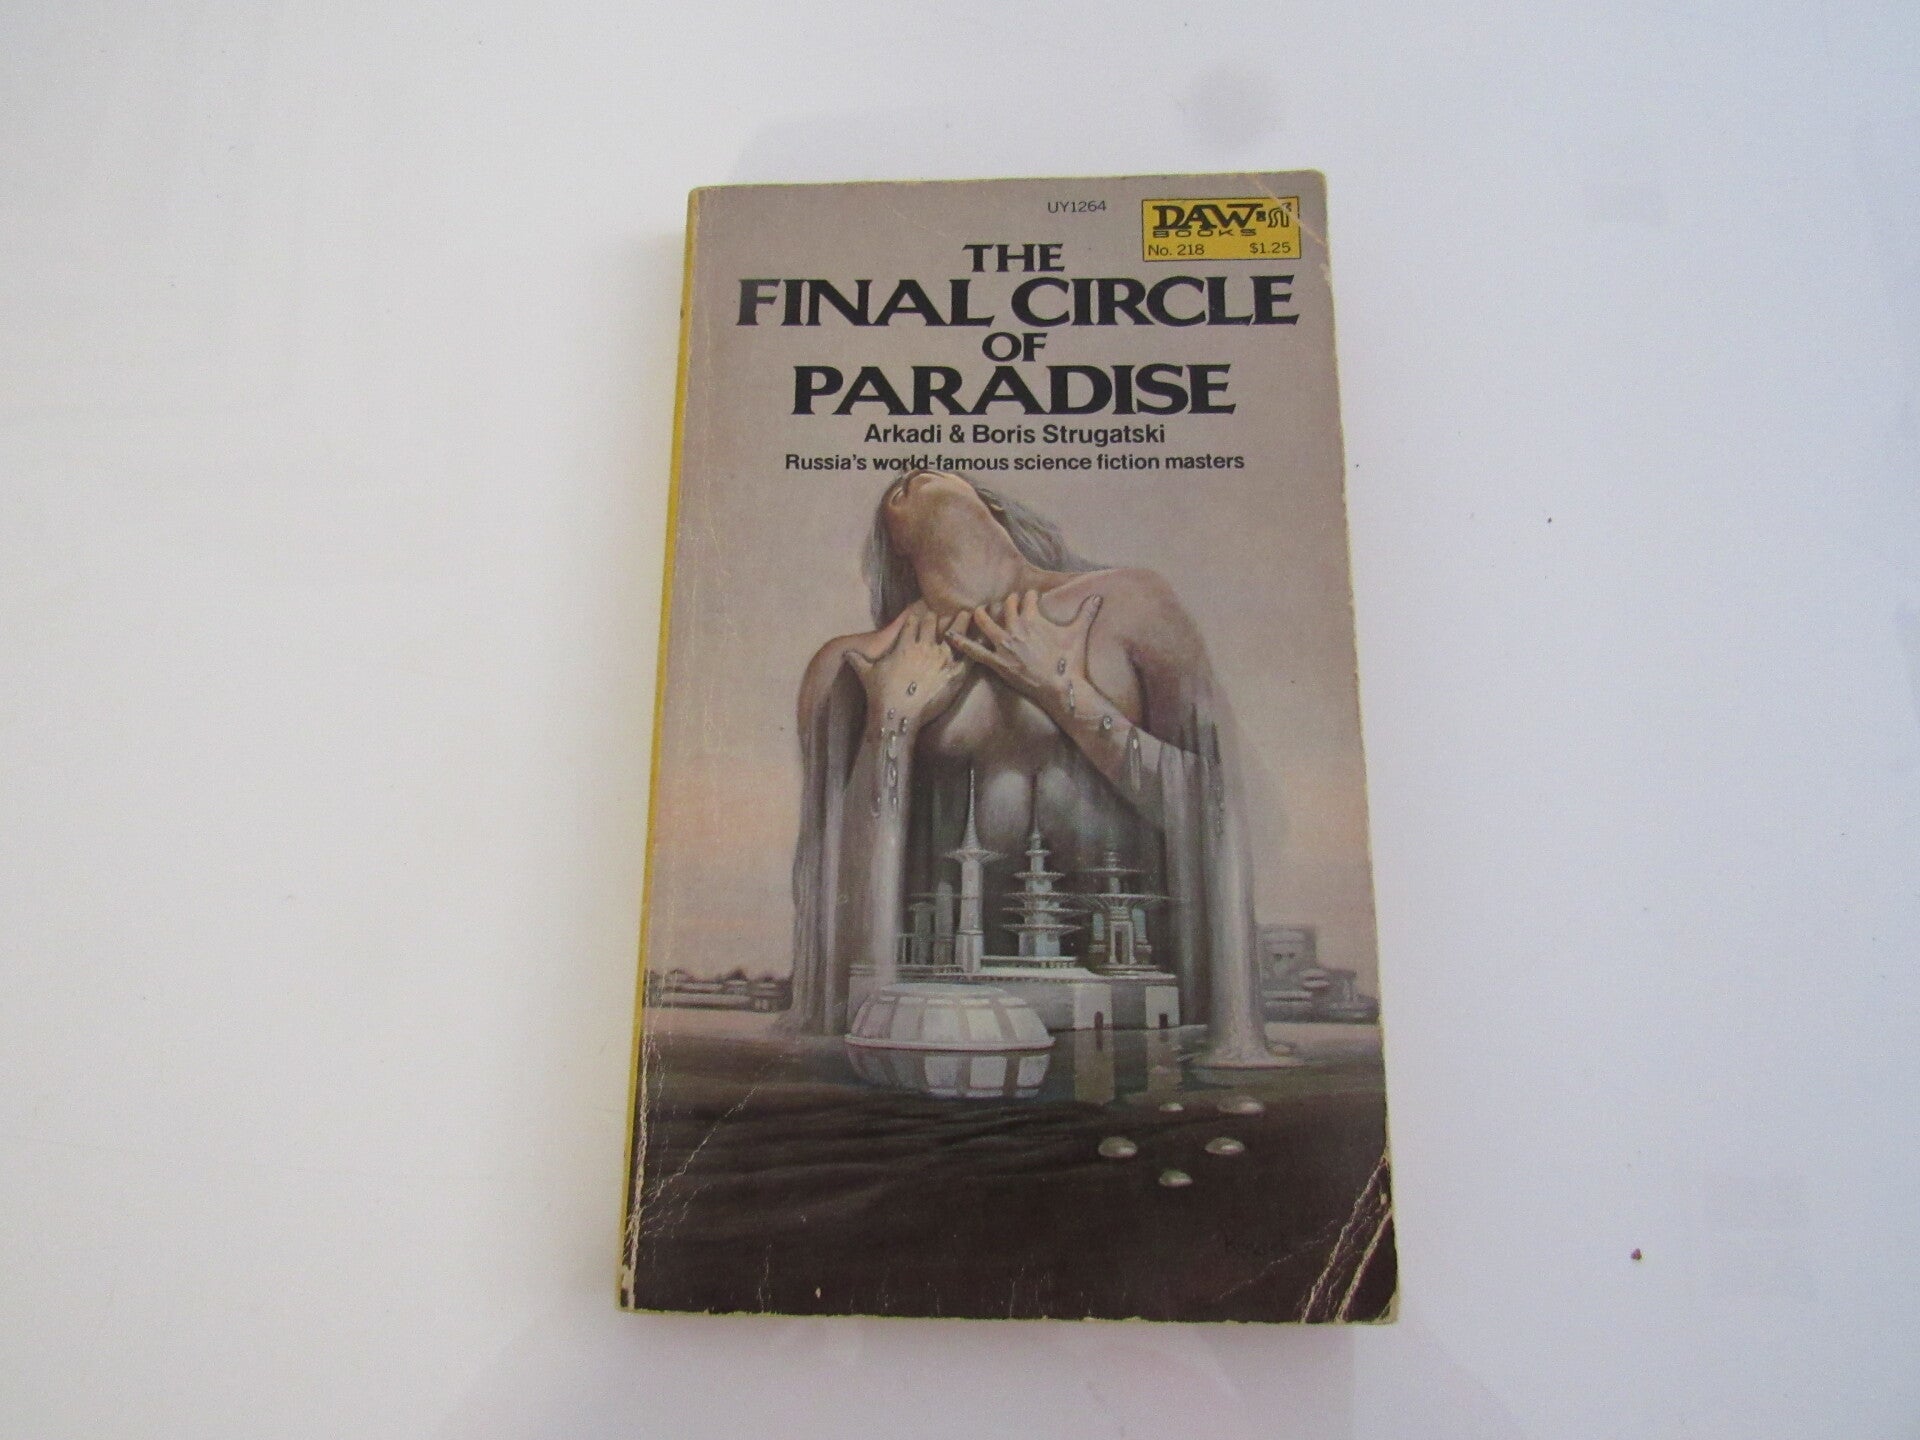 UY1264
DAW
BOOKS
No. 218 $1.25
THE
FINAL CIRCLE
OF
PARADISE
Arkadi & Boris Strugatski
Russia's world-famous science fiction masters